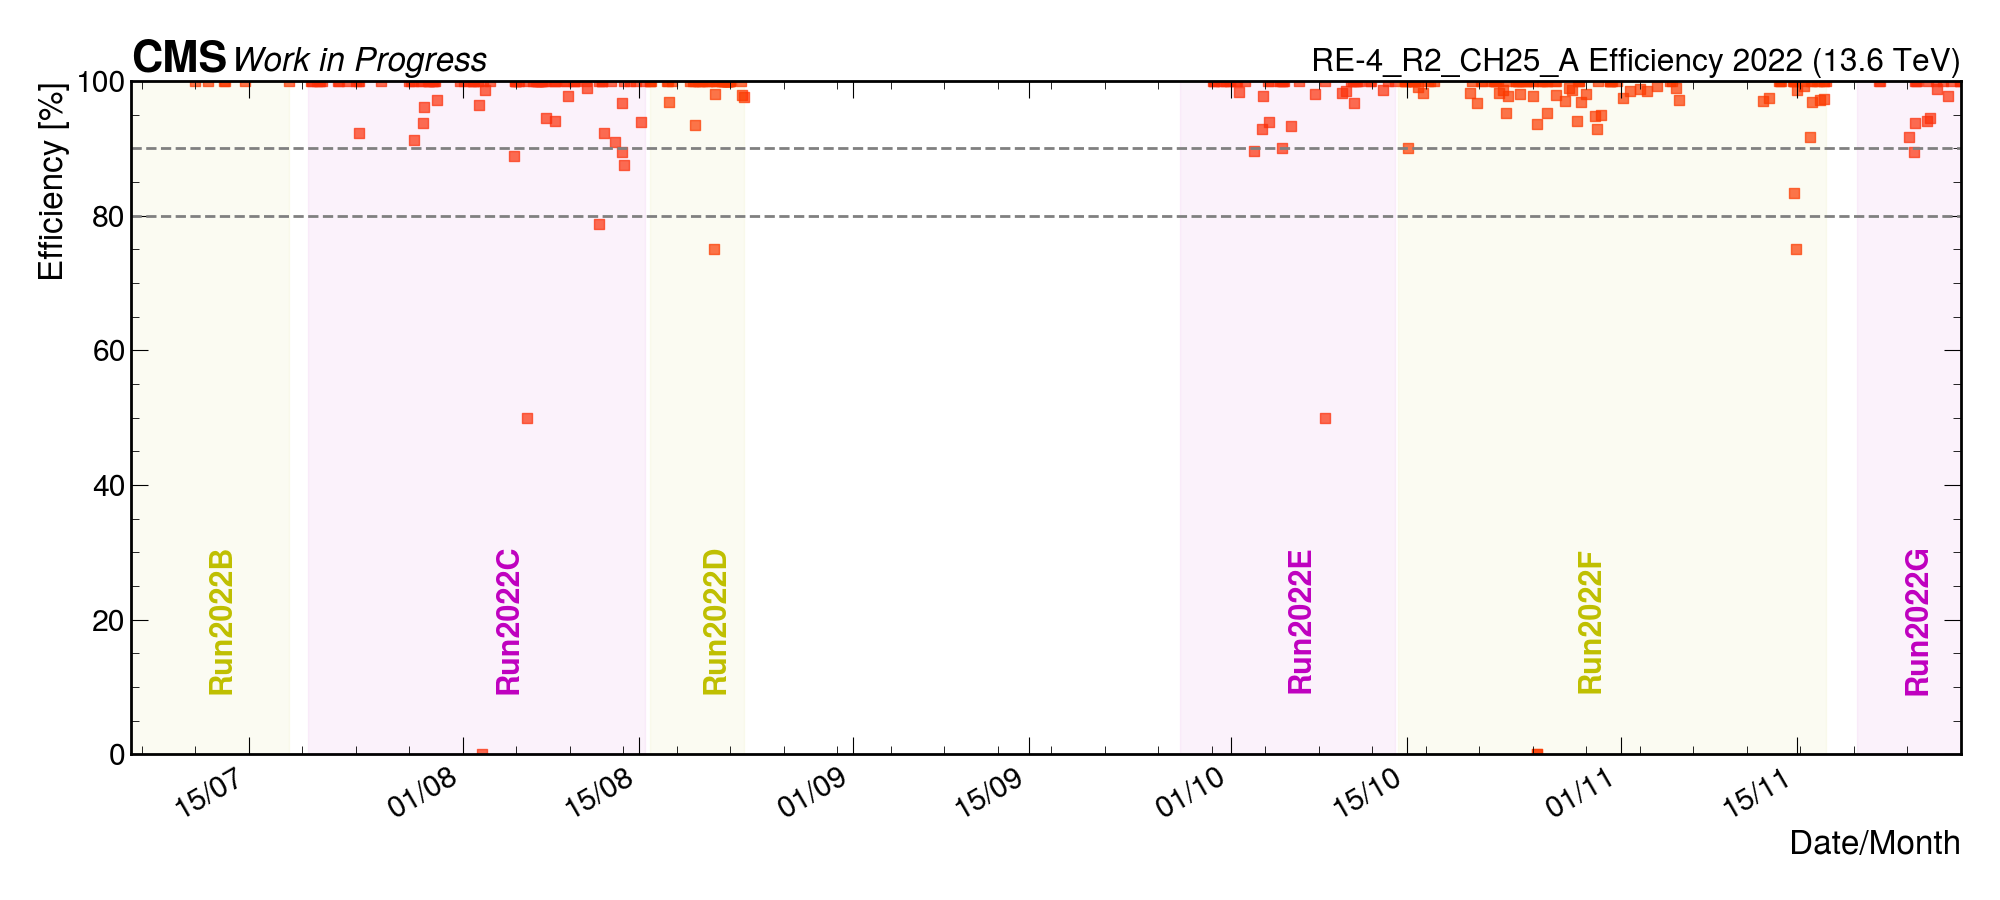 CMS Work in Progress
RE-4_R2_CH25_A Efficiency 2022 (13.6 TeV)
Efficiency [%]
100
80
60
40
20
0
Run2022B
Run2022C
Run2022D
Run2022E
Run2022F
Run2022G
15/07
01/08
15/08
01/09
15/09
01/10
15/10
01/11
15/11
Date/Month